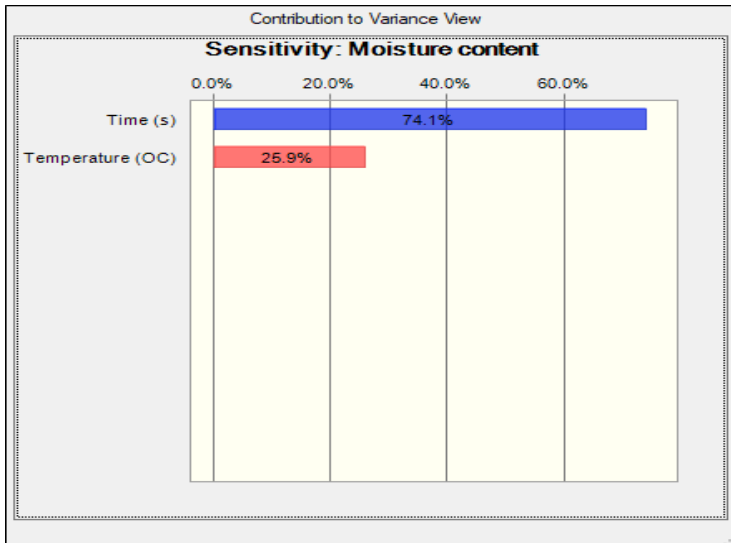 Contribution to Variance View
Sensitivity: Moisture content
0.0% 20.0% 40.0% 60.0%
Time (s) 74.1%
Temperature (OC) 25.9%